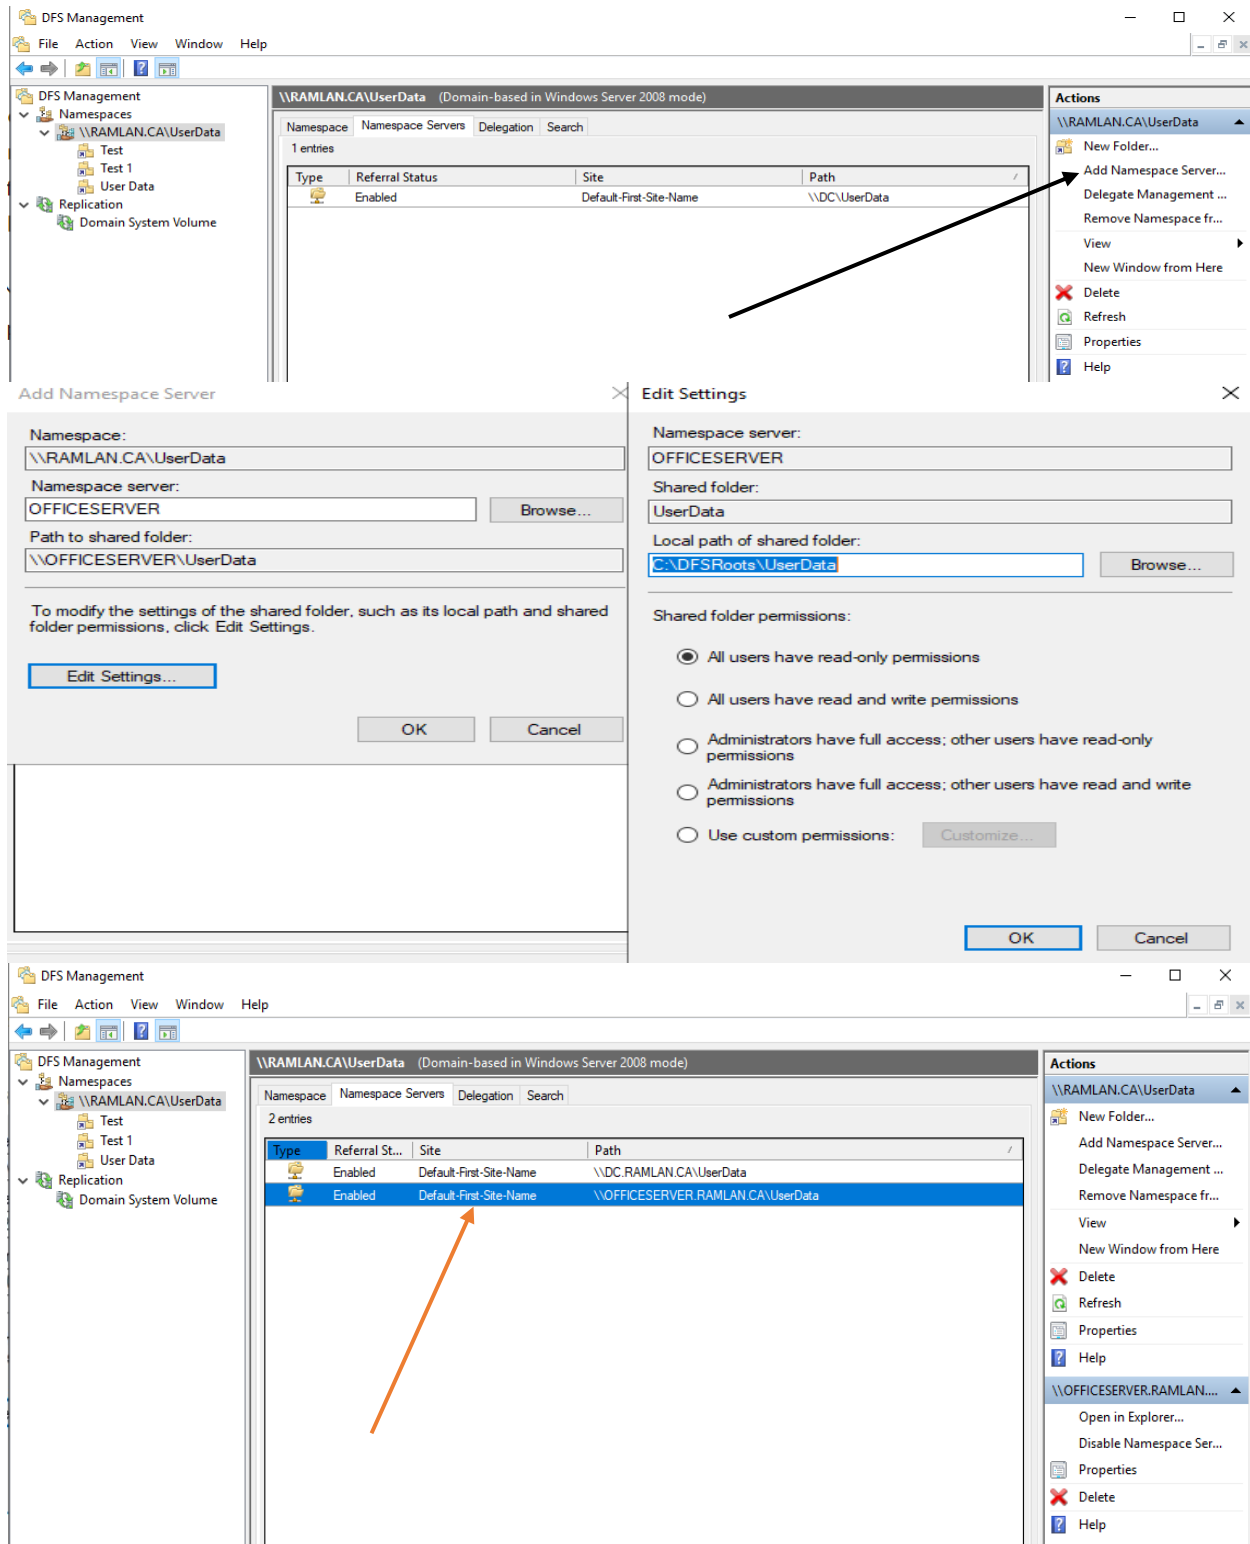 DFS Management
File Action View Window Help
DFS Management
Namespaces
\\RAMLAN.CA\UserData
Test
Test 1
User Data
Replication
Domain System Volume
\\RAMLAN.CA\UserData (Domain-based in Windows Server 2008 mode)
Namespace Namespace Servers Delegation Search
1 entries
Type Referral Status Site Path
Enabled Default-First-Site-Name \\DC\UserData
Actions
\\RAMLAN.CA\UserData
New Folder...
Add Namespace Server...
Delegate Management ...
Remove Namespace fr...
View
New Window from Here
Delete
Refresh
Properties
Help
Add Namespace Server
Namespace:
\\RAMLAN.CA\UserData
Namespace server:
OFFICESERVER
Browse...
Path to shared folder:
\\OFFICESERVER\UserData
To modify the settings of the shared folder, such as its local path and shared
folder permissions, click Edit Settings.
Edit Settings...
OK Cancel
Edit Settings
Namespace server:
OFFICESERVER
Shared folder:
UserData
Local path of shared folder:
C:\DFSRoots\UserData
Browse...
Shared folder permissions:
All users have read-only permissions
All users have read and write permissions
Administrators have full access; other users have read-only
permissions
Administrators have full access; other users have read and write
permissions
Use custom permissions: Customize...
OK Cancel
DFS Management
File Action View Window Help
DFS Management
Namespaces
\\RAMLAN.CA\UserData
Test
Test 1
User Data
Replication
Domain System Volume
\\RAMLAN.CA\UserData (Domain-based in Windows Server 2008 mode)
Namespace Namespace Servers Delegation Search
2 entries
Type Referral St... Site Path
Enabled Default-First-Site-Name \\DC.RAMLAN.CA\UserData
Enabled Default-First-Site-Name \\OFFICESERVER.RAMLAN.CA\UserData
Actions
\\RAMLAN.CA\UserData
New Folder...
Add Namespace Server...
Delegate Management ...
Remove Namespace fr...
View
New Window from Here
Delete
Refresh
Properties
Help
\\OFFICESERVER.RAMLAN....
Open in Explorer...
Disable Namespace Ser...
Properties
Delete
Help